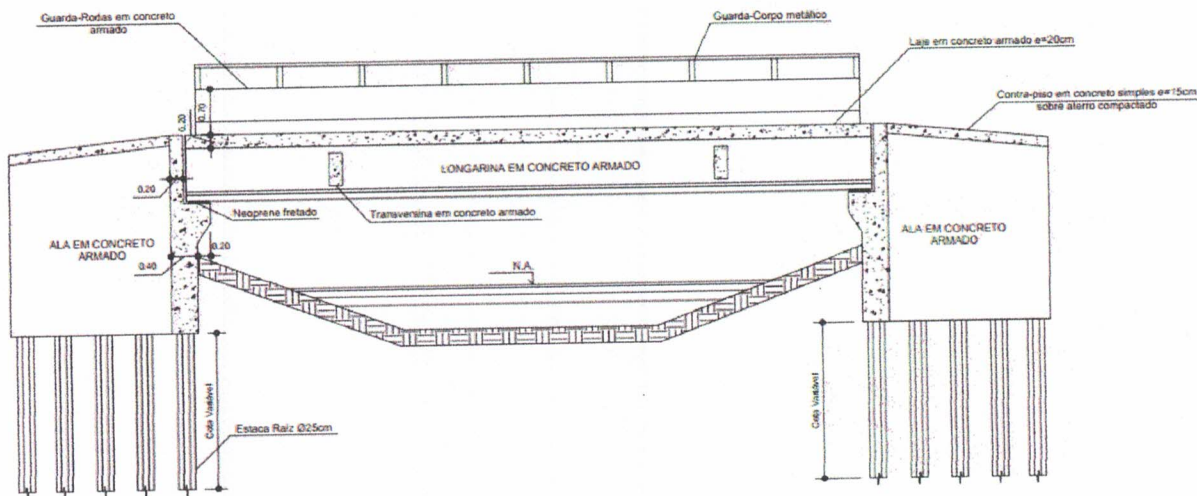 Guarda-Rodas em concreto
armado
Guarda-Corpo metálico
Laje em concreto armado e=20cm
Contra-piso em concreto simples e=15cm
sobre aterro compactado
0.20
0.70
LONGARINA EM CONCRETO ARMADO
0.20
Neoprene fretado
Transversina em concreto armado
ALA EM CONCRETO
ARMADO
0.20
0.40
N.A.
ALA EM CONCRETO
ARMADO
Cota Variável
Estaca Raiz Ø25cm
Cota Variável